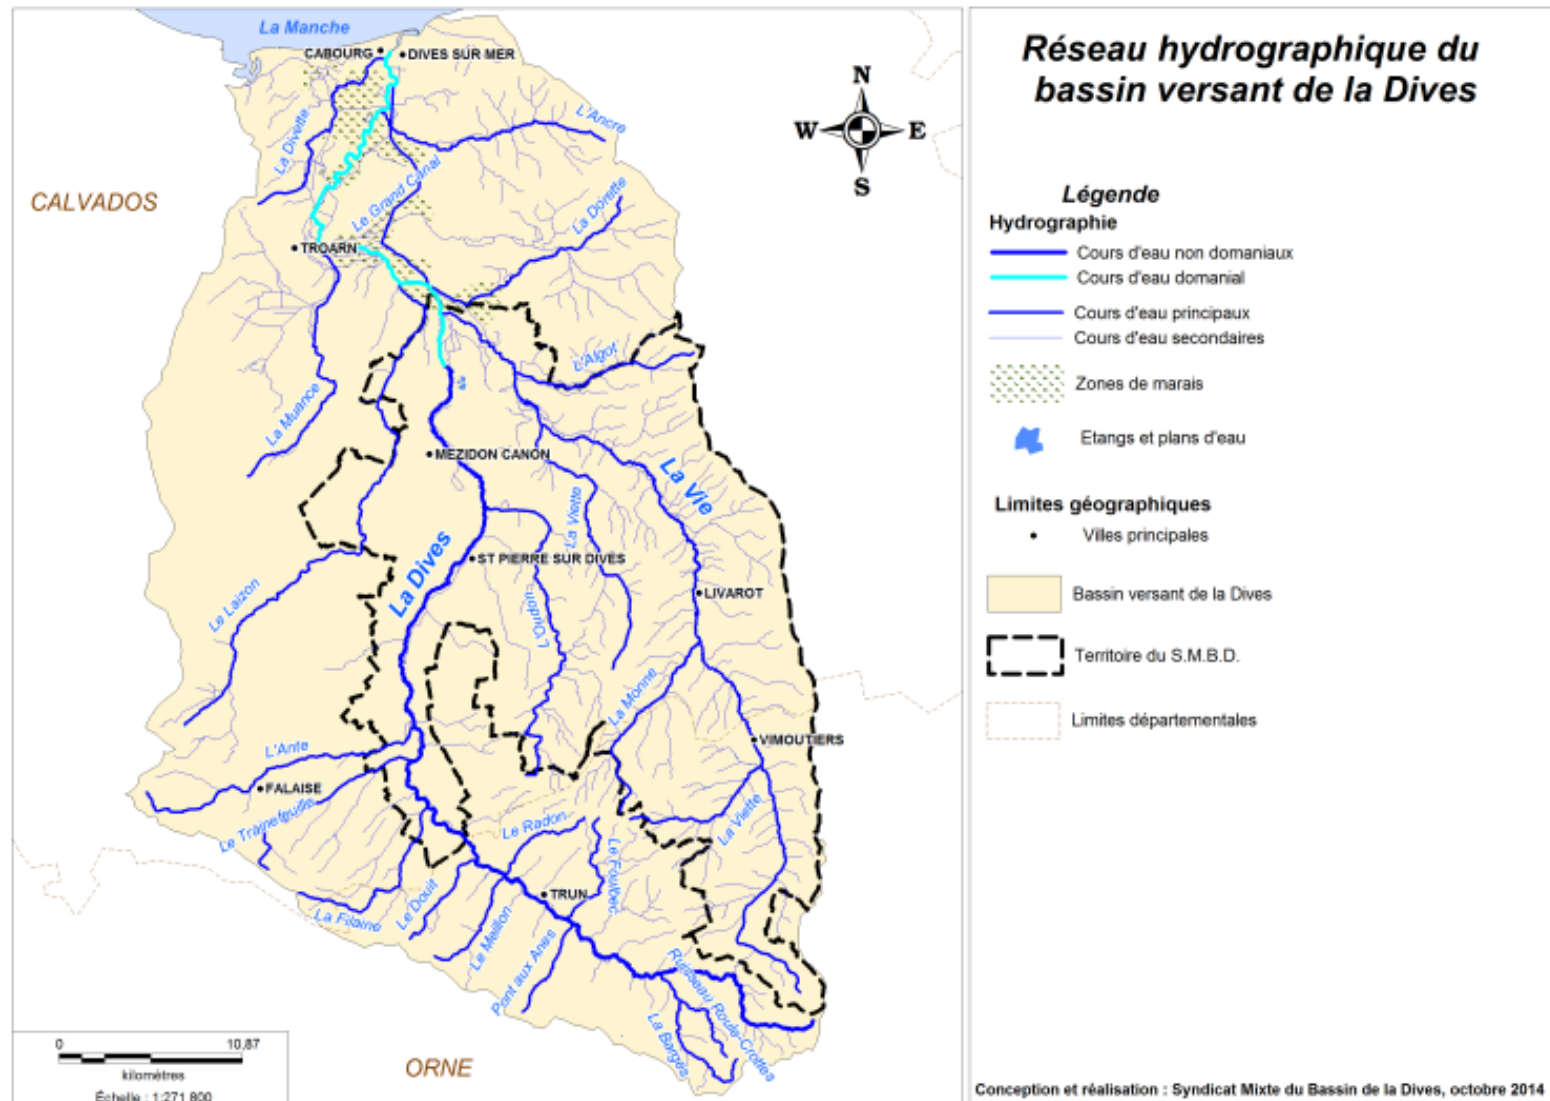 La Manche
CABOURG
DIVES SUR MER
L'Ancre
La Divette
Le Grand Canal
CALVADOS
La Dorette
TROARN
L'Algot
La Muance
MEZIDON CANON
La Vie
La Viette
La Dives
ST PIERRE SUR DIVES
Le Laizon
L'Oudon
LIVAROT
La Monne
VIMOUTIERS
L'Ante
FALAISE
Le Trainefeuille
La Viette
Le Radon
Le Foulbec
TRUN
La Filaine
Le Douit
Le Meillon
Pont aux Anes
Ruisseau Roule-Crottes
La Barges
ORNE
N
W
E
S
0
10,87
kilomètres
Échelle : 1:271 800
Réseau hydrographique du
bassin versant de la Dives
Légende
Hydrographie
Cours d'eau non domaniaux
Cours d'eau domanial
Cours d'eau principaux
Cours d'eau secondaires
Zones de marais
Etangs et plans d'eau
Limites géographiques
Villes principales
Bassin versant de la Dives
Territoire du S.M.B.D.
Limites départementales
Conception et réalisation : Syndicat Mixte du Bassin de la Dives, octobre 2014